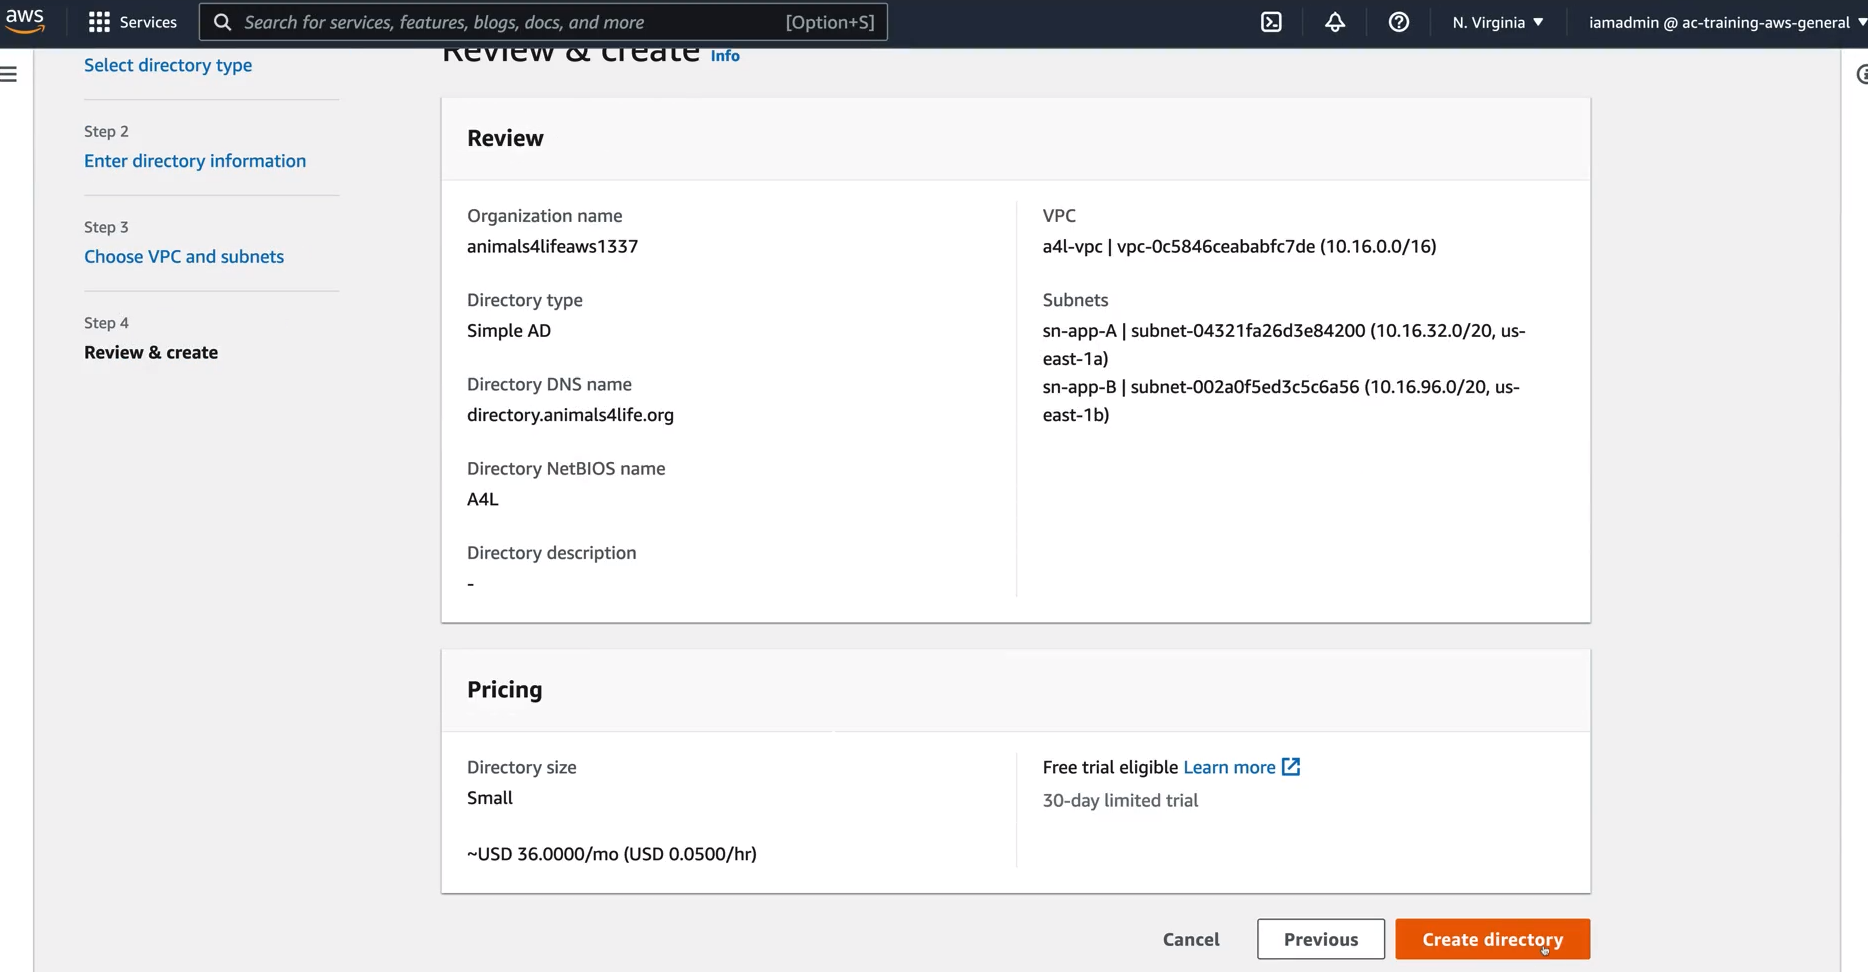 aws
Services
Search for services, features, blogs, docs, and more
[Option+S]
N. Virginia
iamadmin @ ac-training-aws-general
Select directory type
Step 2
Enter directory information
Step 3
Choose VPC and subnets
Step 4
Review & create
Review & create
Info
Review
Organization name
animals4lifeaws1337
Directory type
Simple AD
Directory DNS name
directory.animals4life.org
Directory NetBIOS name
A4L
Directory description
-
VPC
a4l-vpc | vpc-0c5846ceababfc7de (10.16.0.0/16)
Subnets
sn-app-A | subnet-04321fa26d3e84200 (10.16.32.0/20, us-
east-1a)
sn-app-B | subnet-002a0f5ed3c5c6a56 (10.16.96.0/20, us-
east-1b)
Pricing
Directory size
Small
~USD 36.0000/mo (USD 0.0500/hr)
Free trial eligible Learn more
30-day limited trial
Cancel
Previous
Create directory